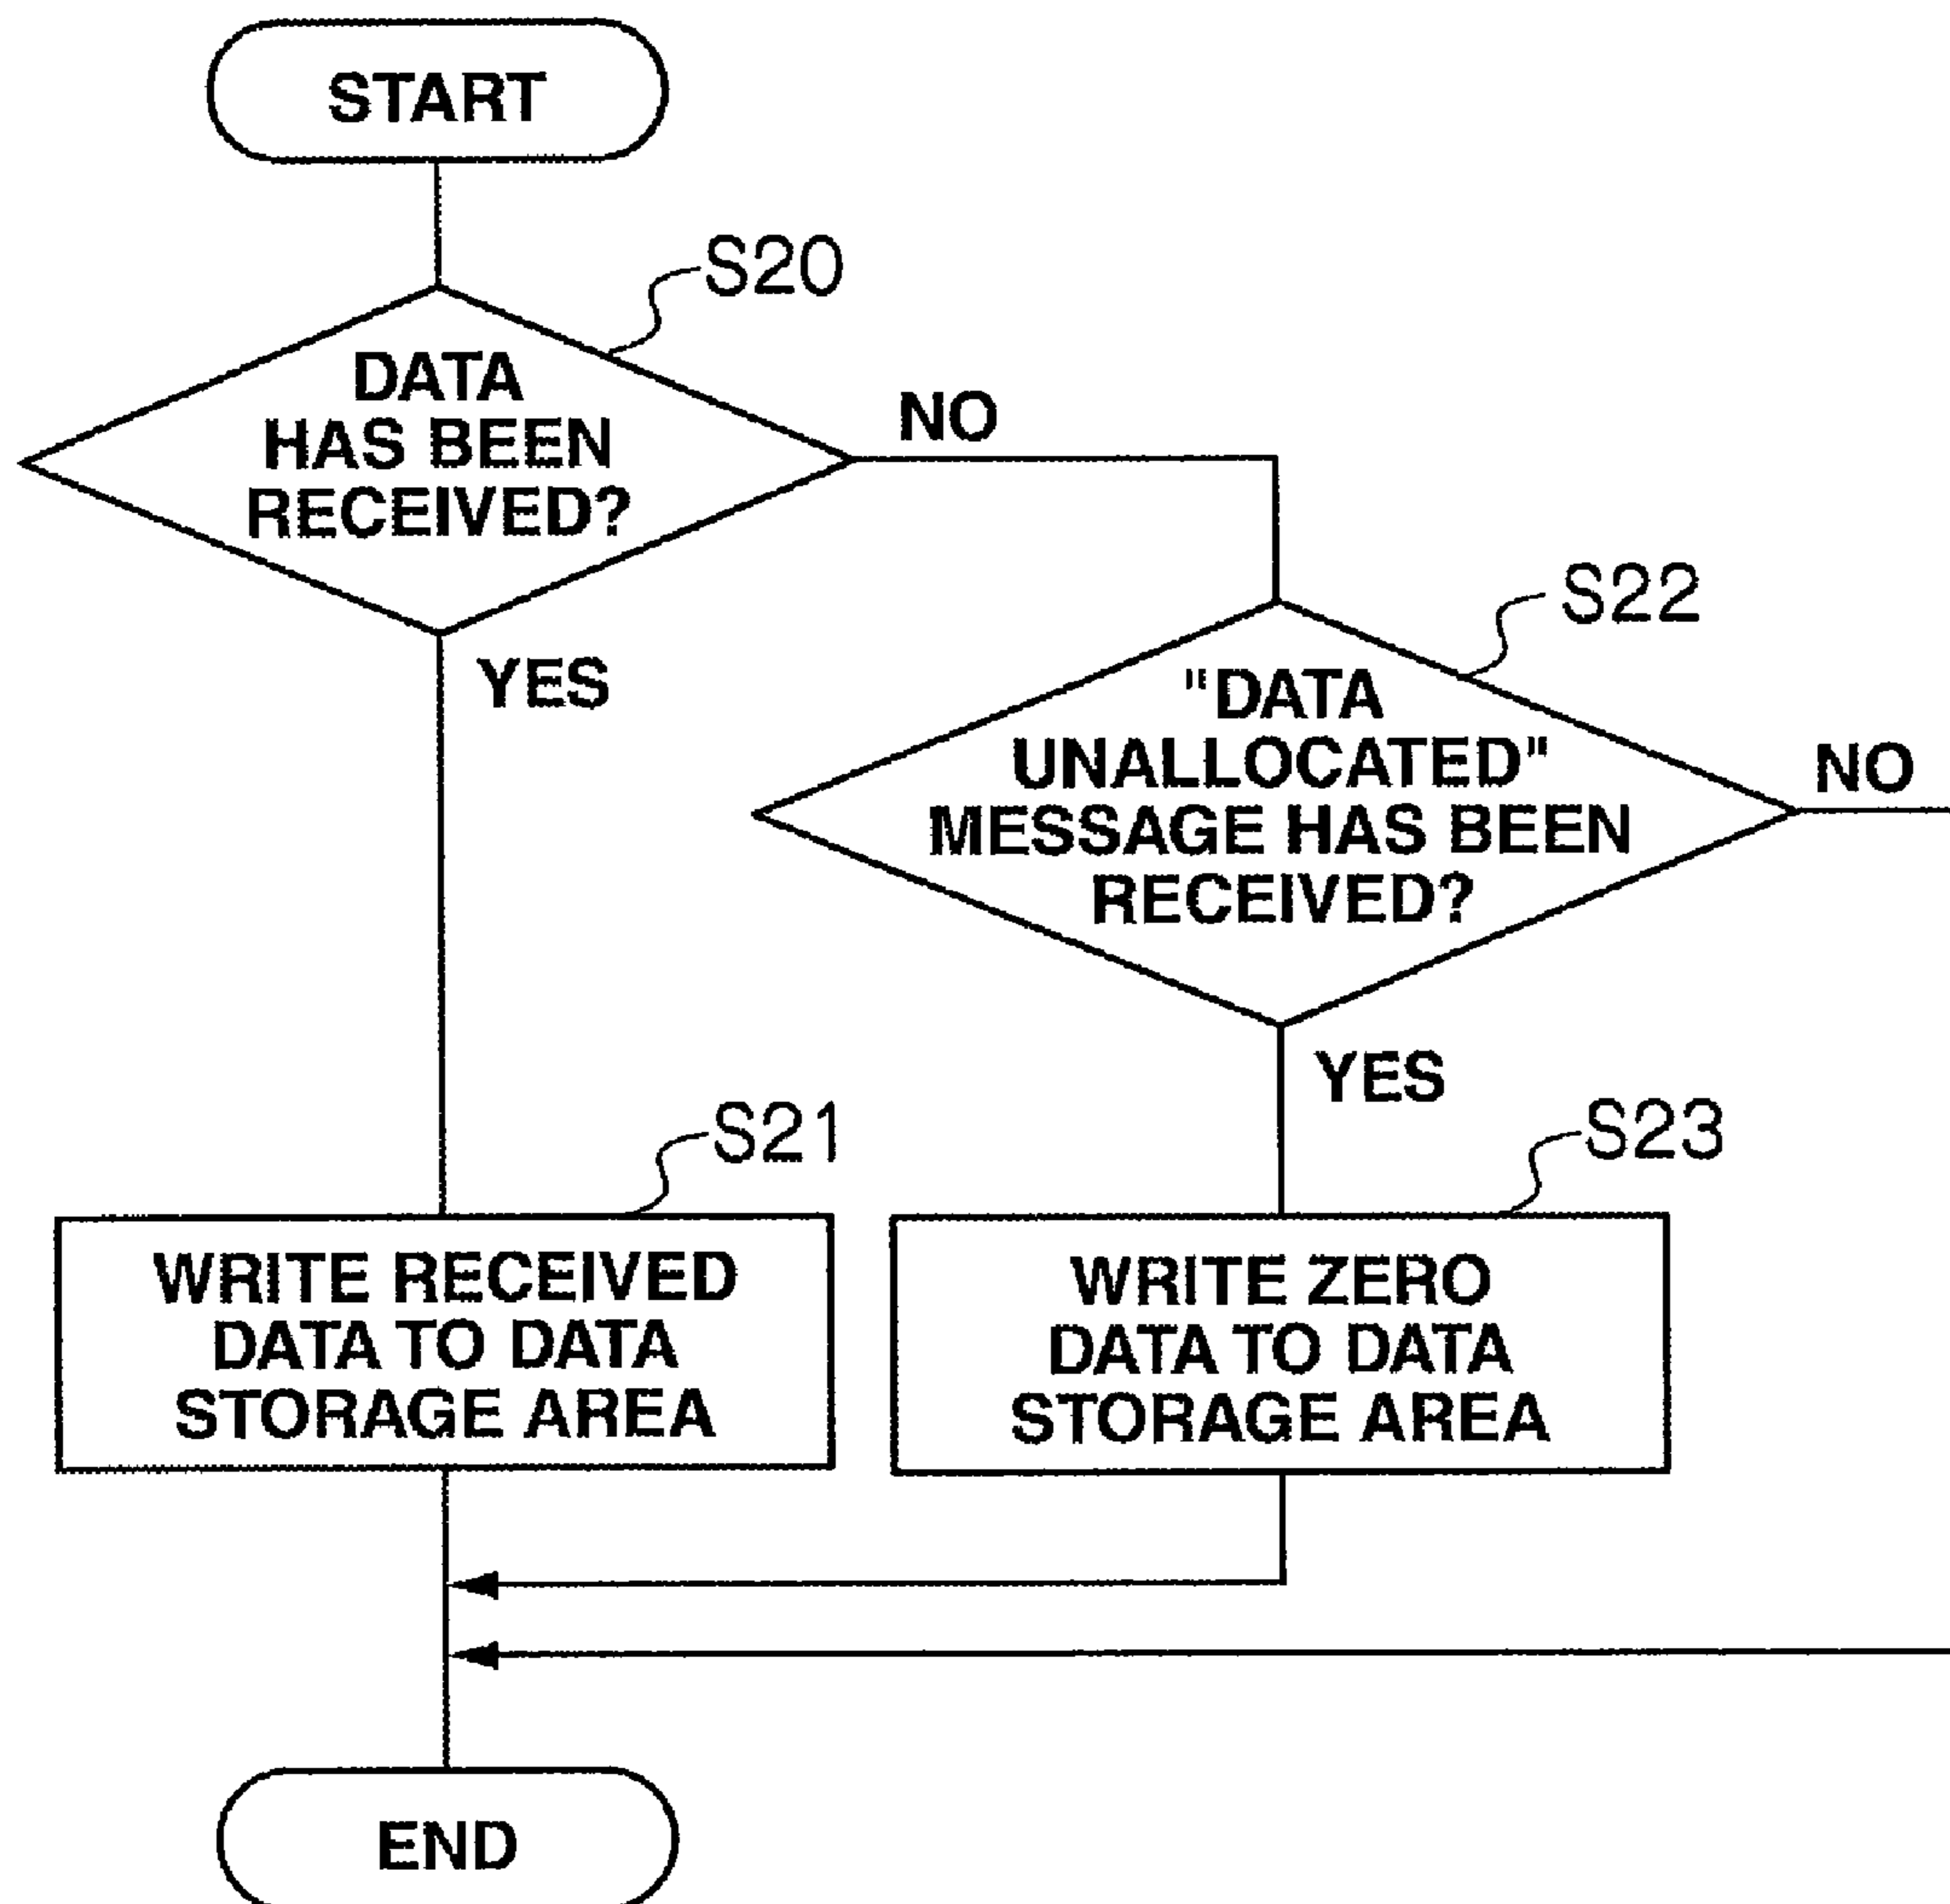 START
S20
DATA
HAS BEEN
RECEIVED?
NO
YES
S22
"DATA
UNALLOCATED"
MESSAGE HAS BEEN
RECEIVED?
NO
YES
S21
WRITE RECEIVED
DATA TO DATA
STORAGE AREA
S23
WRITE ZERO
DATA TO DATA
STORAGE AREA
END